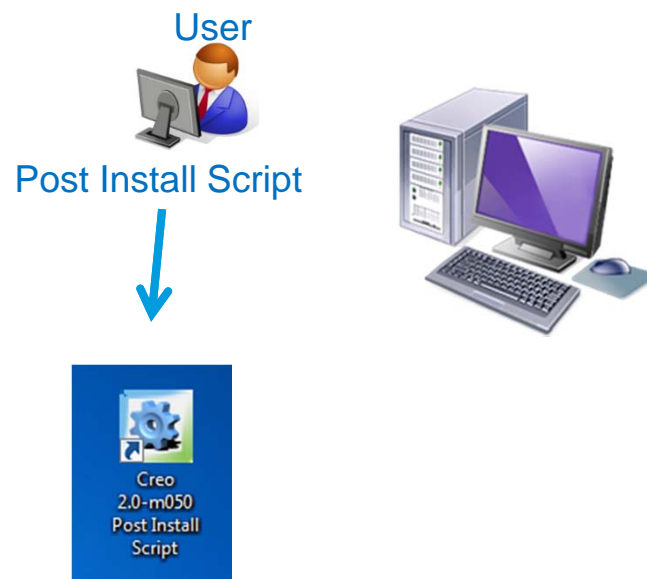 User
Post Install Script
Creo
2.0-m050
Post Install
Script